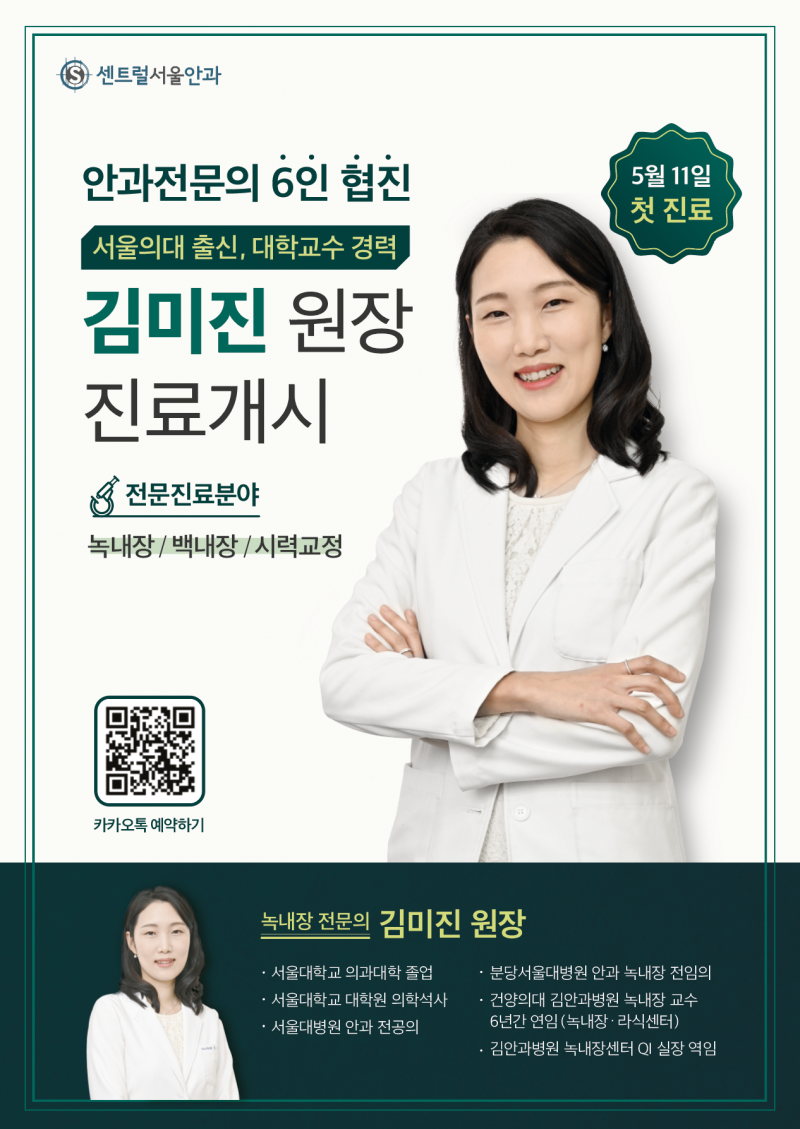 센트럴서울안과
안과전문의 6인 협진
5월 11일
첫 진료
서울의대 출신, 대학교수 경력
김미진 원장
진료개시
전문진료분야
녹내장 / 백내장 / 시력교정
카카오톡 예약하기
녹내장 전문의 김미진 원장
· 서울대학교 의과대학 졸업
· 서울대학교 대학원 의학석사
· 서울대병원 안과 전공의
· 분당서울대병원 안과 녹내장 전임의
· 건양의대 김안과병원 녹내장 교수
6년간 연임 (녹내장 · 라식센터)
· 김안과병원 녹내장센터 QI 실장 역임